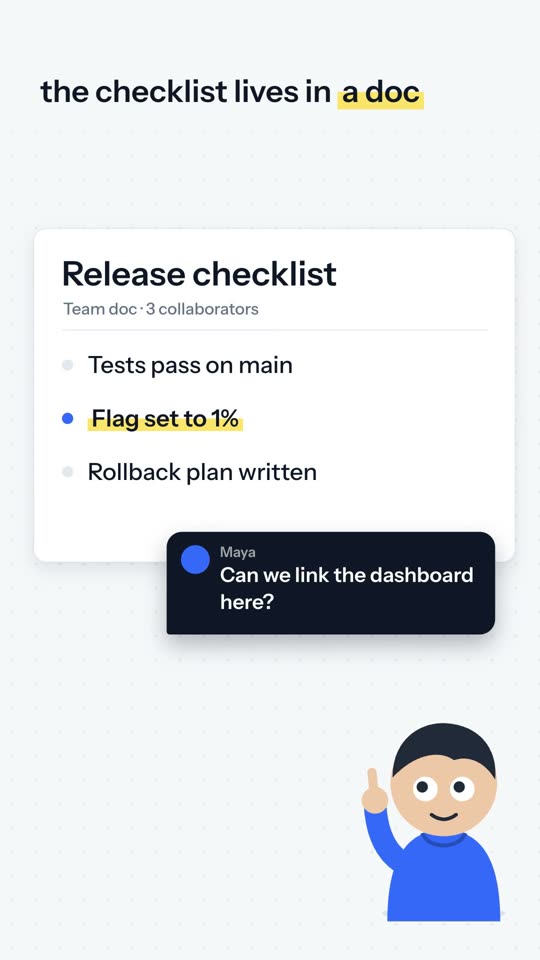 the checklist lives in a doc
Release checklist
Team doc · 3 collaborators
Tests pass on main
Flag set to 1%
Rollback plan written
Maya
Can we link the dashboard
here?